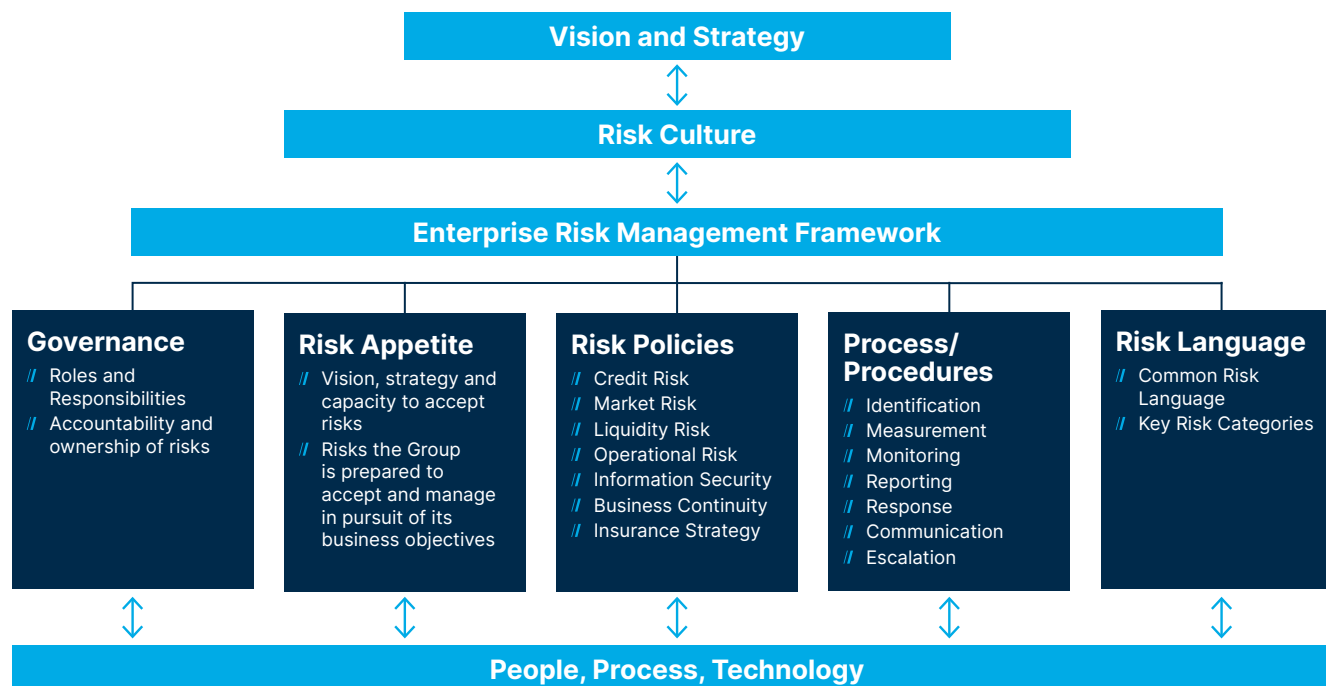 Vision and Strategy
Risk Culture
Enterprise Risk Management Framework
Governance
// Roles and
Responsibilities
// Accountability and
ownership of risks
Risk Appetite
// Vision, strategy and
capacity to accept
risks
// Risks the Group
is prepared to
accept and manage
in pursuit of its
business objectives
Risk Policies
// Credit Risk
// Market Risk
// Liquidity Risk
// Operational Risk
// Information Security
// Business Continuity
// Insurance Strategy
Process/
Procedures
// Identification
// Measurement
// Monitoring
// Reporting
// Response
// Communication
// Escalation
Risk Language
// Common Risk
Language
// Key Risk Categories
People, Process, Technology